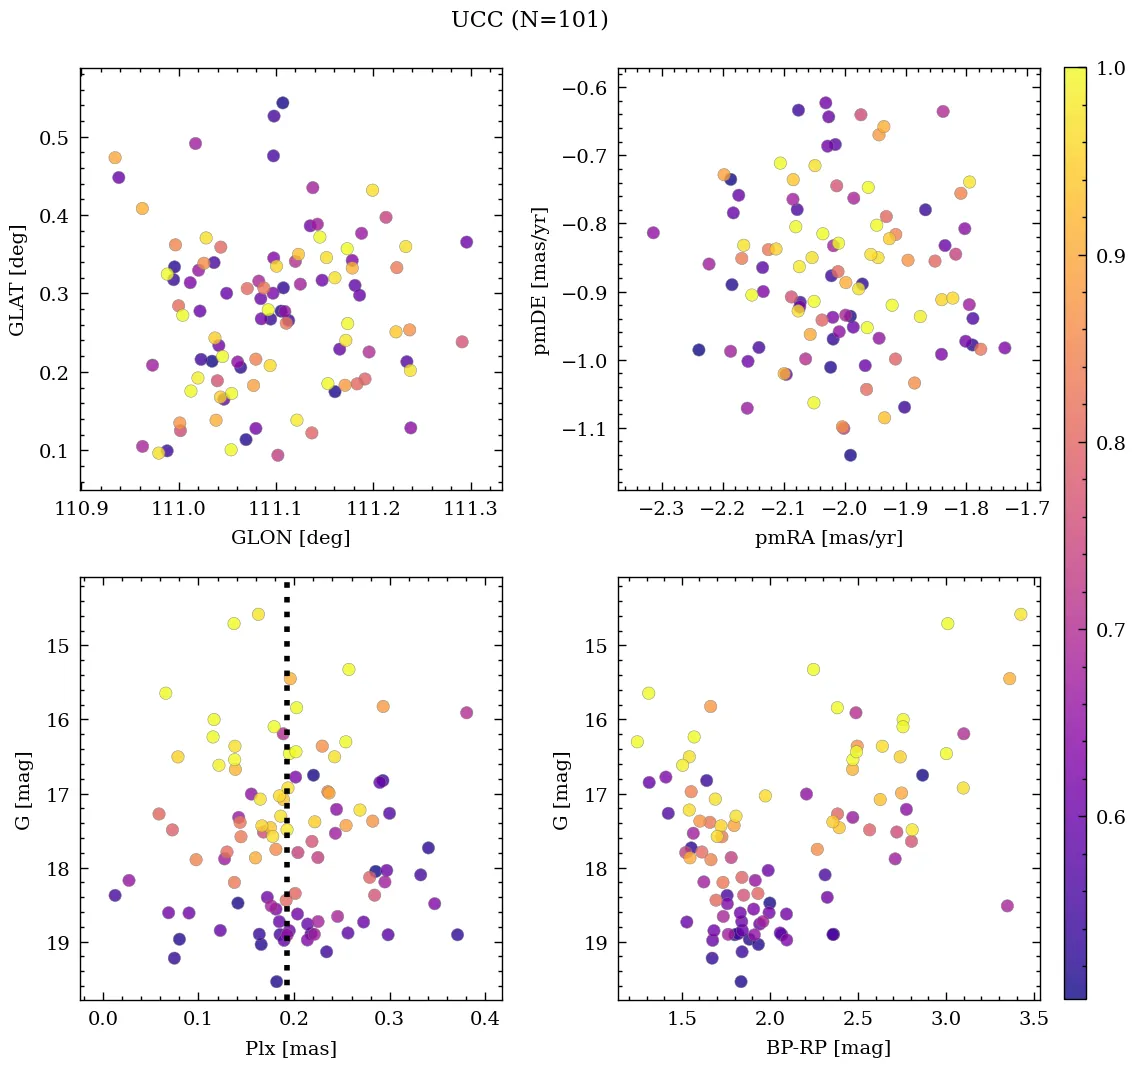 UCC (N=101)
0.5
0.4
0.3
0.2
0.1
GLAT [deg]
110.9 111.0 111.1 111.2 111.3
GLON [deg]
−0.6
−0.7
−0.8
−0.9
−1.0
−1.1
pmDE [mas/yr]
−2.3 −2.2 −2.1 −2.0 −1.9 −1.8 −1.7
pmRA [mas/yr]
15
16
17
18
19
G [mag]
0.0 0.1 0.2 0.3 0.4
Plx [mas]
15
16
17
18
19
G [mag]
1.5 2.0 2.5 3.0 3.5
BP-RP [mag]
1.0
0.9
0.8
0.7
0.6